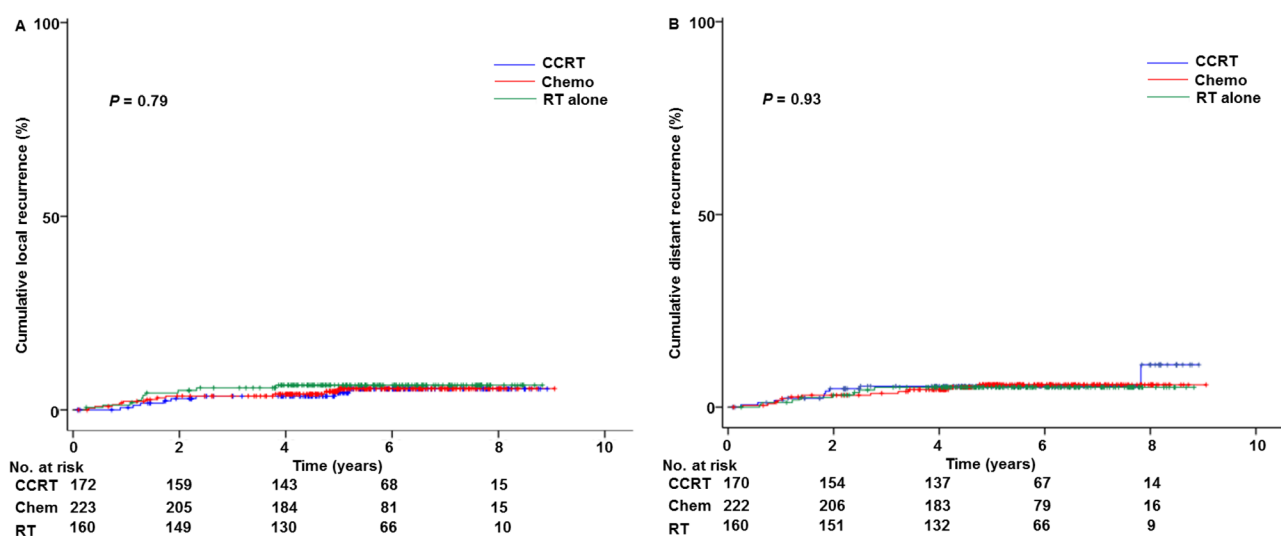 A
100
50
0
Cumulative local recurrence (%)
P = 0.79
CCRT
Chemo
RT alone
0 2 4 6 8 10
Time (years)
No. at risk
CCRT 172 159 143 68 15
Chem 223 205 184 81 15
RT 160 149 130 66 10
B
100
50
0
Cumulative distant recurrence (%)
P = 0.93
CCRT
Chemo
RT alone
0 2 4 6 8 10
Time (years)
No. at risk
CCRT 170 154 137 67 14
Chem 222 206 183 79 16
RT 160 151 132 66 9